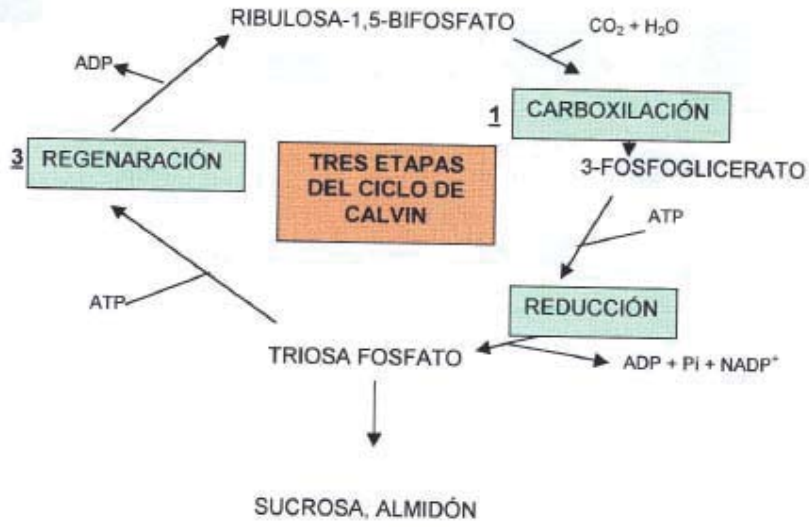 RIBULOSA-1,5-BIFOSFATO
CO₂ + H₂O
ADP
1 CARBOXILACIÓN
3 REGENARACIÓN
TRES ETAPAS
DEL CICLO DE
CALVIN
3-FOSFOGLICERATO
ATP
ATP
REDUCCIÓN
TRIOSA FOSFATO
ADP + Pi + NADP⁺
SUCROSA, ALMIDÓN